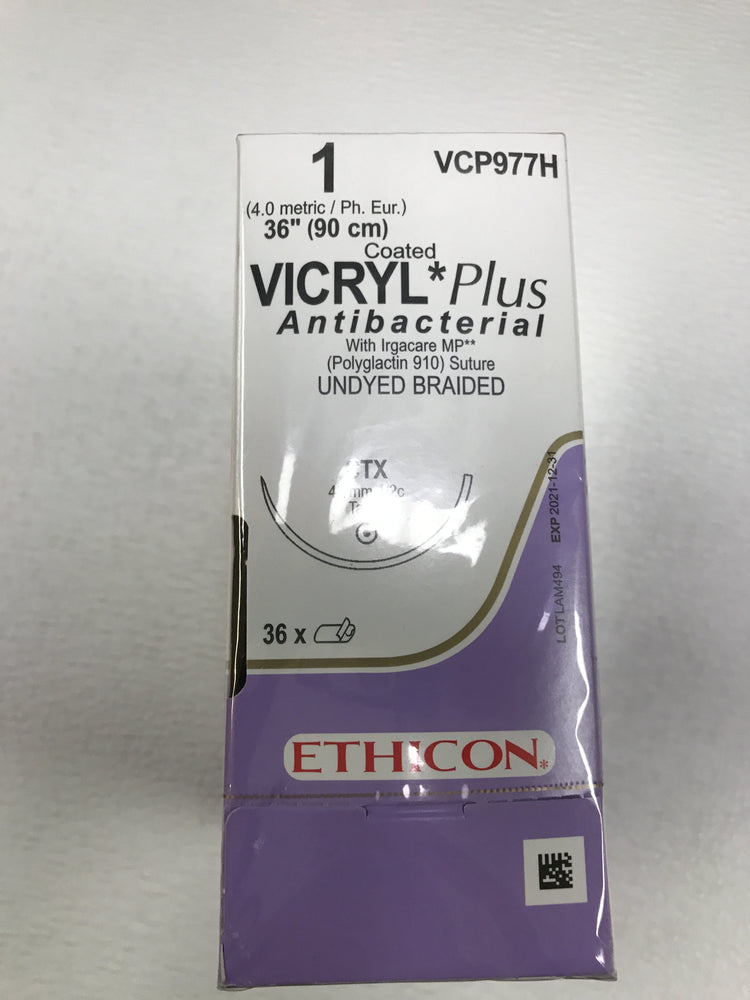 1
VCP977H
(4.0 metric / Ph. Eur.)
36" (90 cm)
Coated
VICRYL* Plus
Antibacterial
With Irgacare MP**
(Polyglactin 910) Suture
UNDYED BRAIDED
36 x
LOT LAM494 EXP 2021-12-31
ETHICON*